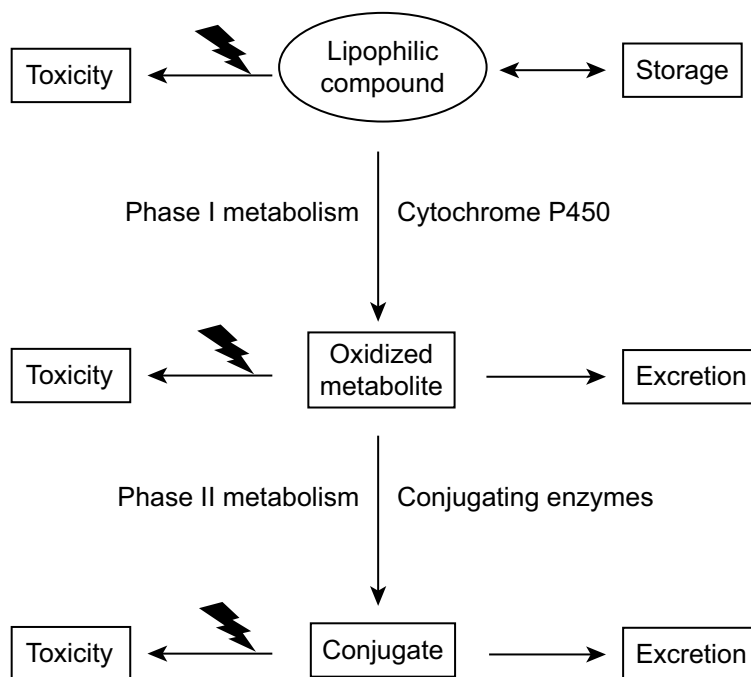 Toxicity
Lipophilic
compound
Storage
Phase I metabolism
Cytochrome P450
Toxicity
Oxidized
metabolite
Excretion
Phase II metabolism
Conjugating enzymes
Toxicity
Conjugate
Excretion